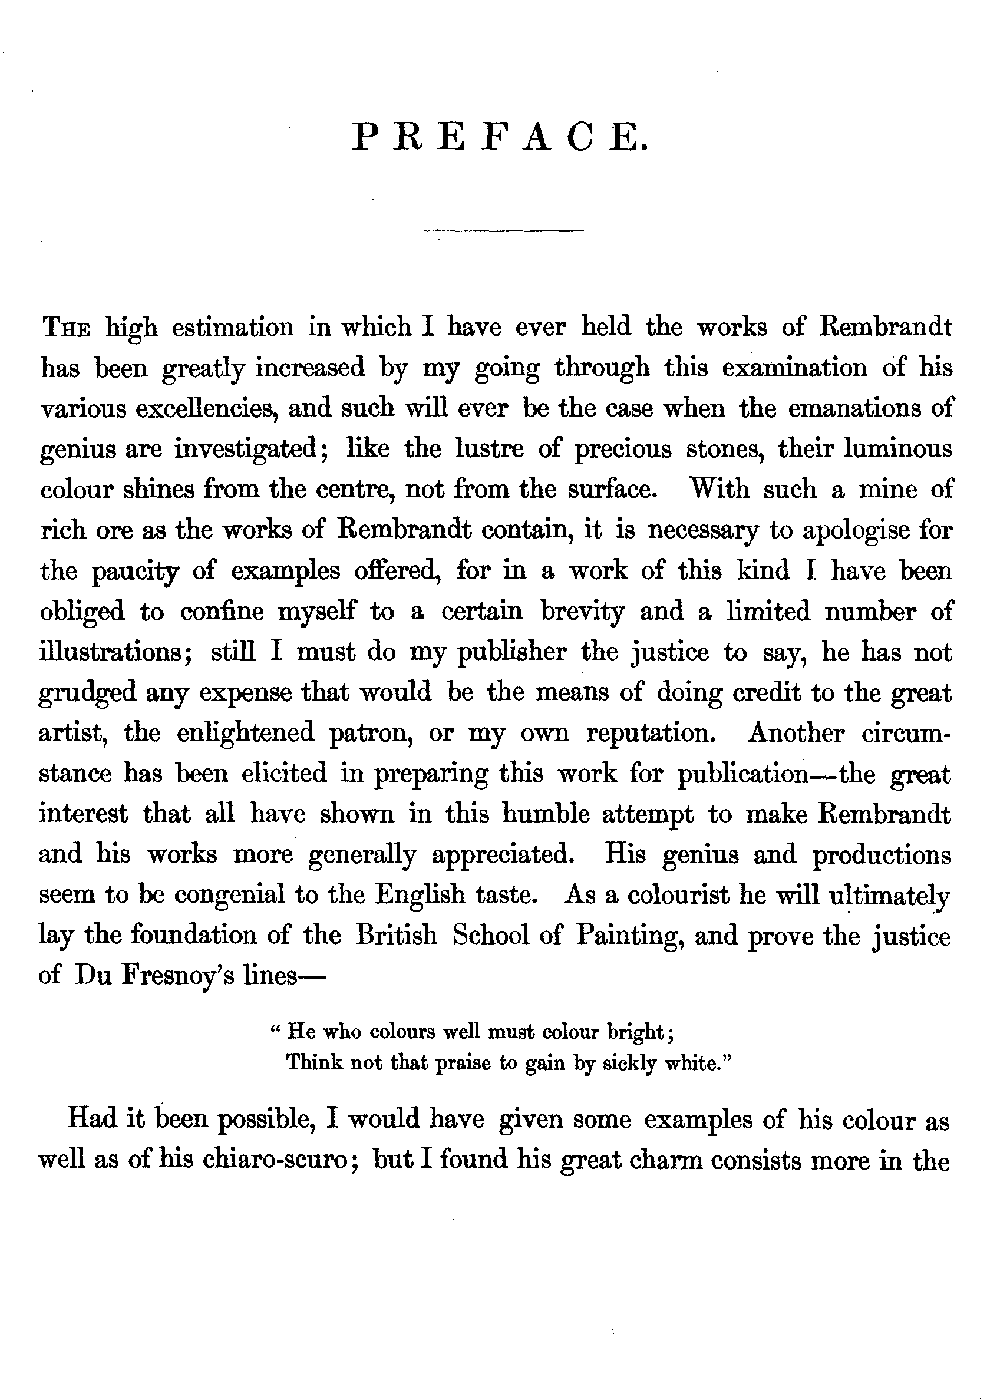 PREFACE.
THE high estimation in which I have ever held the works of Rembrandt
has been greatly increased by my going through this examination of his
various excellencies, and such will ever be the case when the emanations of
genius are investigated; like the lustre of precious stones, their luminous
colour shines from the centre, not from the surface. With such a mine of
rich ore as the works of Rembrandt contain, it is necessary to apologise for
the paucity of examples offered, for in a work of this kind I have been
obliged to confine myself to a certain brevity and a limited number of
illustrations; still I must do my publisher the justice to say, he has not
grudged any expense that would be the means of doing credit to the great
artist, the enlightened patron, or my own reputation. Another circum-
stance has been elicited in preparing this work for publication—the great
interest that all have shown in this humble attempt to make Rembrandt
and his works more generally appreciated. His genius and productions
seem to be congenial to the English taste. As a colourist he will ultimately
lay the foundation of the British School of Painting, and prove the justice
of Du Fresnoy's lines—
“ He who colours well must colour bright;
Think not that praise to gain by sickly white.”
Had it been possible, I would have given some examples of his colour as
well as of his chiaro-scuro; but I found his great charm consists more in the